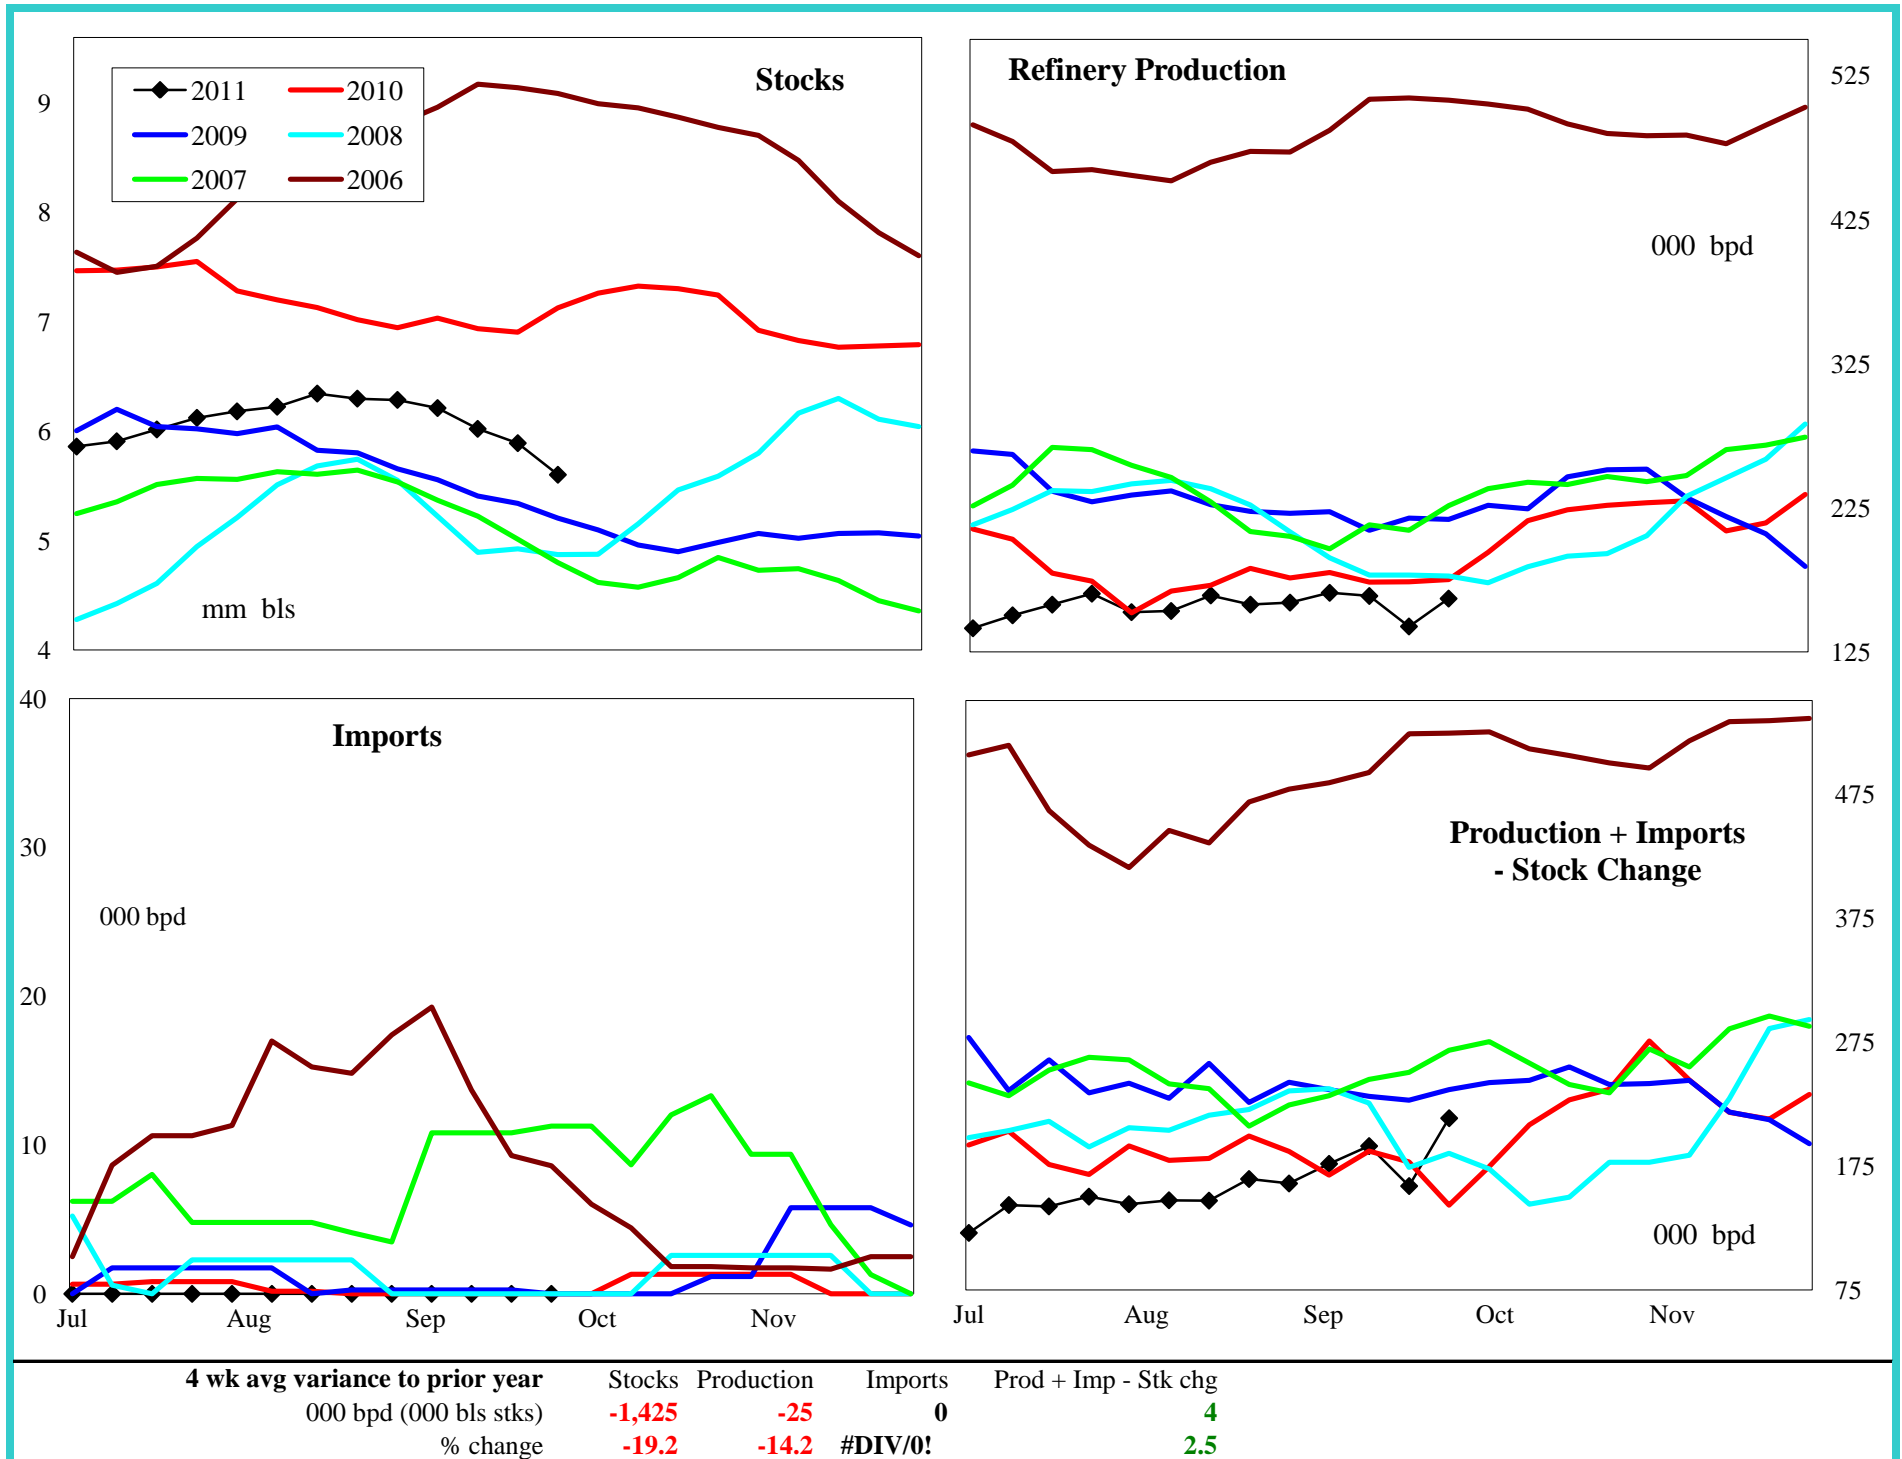 Stocks
2011 2010
2009 2008
2007 2006
mm bls
9
8
7
6
5
4
Refinery Production
000 bpd
525
425
325
225
125
Imports
000 bpd
40
30
20
10
0
Jul Aug Sep Oct Nov
Production + Imports
- Stock Change
000 bpd
475
375
275
175
75
Jul Aug Sep Oct Nov
4 wk avg variance to prior year Stocks Production Imports Prod + Imp - Stk chg
000 bpd (000 bls stks) -1,425 -25 0 4
% change -19.2 -14.2 #DIV/0! 2.5